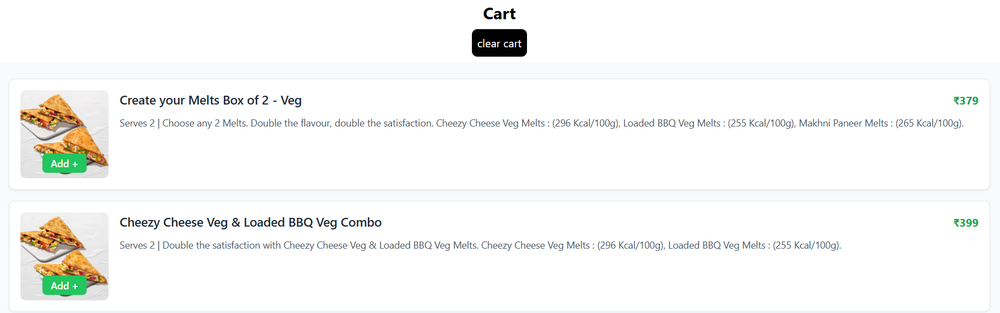 Cart
clear cart
Create your Melts Box of 2 - Veg
₹379
Serves 2 | Choose any 2 Melts. Double the flavour, double the satisfaction. Cheezy Cheese Veg Melts : (296 Kcal/100g), Loaded BBQ Veg Melts : (255 Kcal/100g), Makhni Paneer Melts : (265 Kcal/100g).
Add +
Cheezy Cheese Veg & Loaded BBQ Veg Combo
₹399
Serves 2 | Double the satisfaction with Cheezy Cheese Veg & Loaded BBQ Veg Melts. Cheezy Cheese Veg Melts : (296 Kcal/100g), Loaded BBQ Veg Melts : (255 Kcal/100g).
Add +